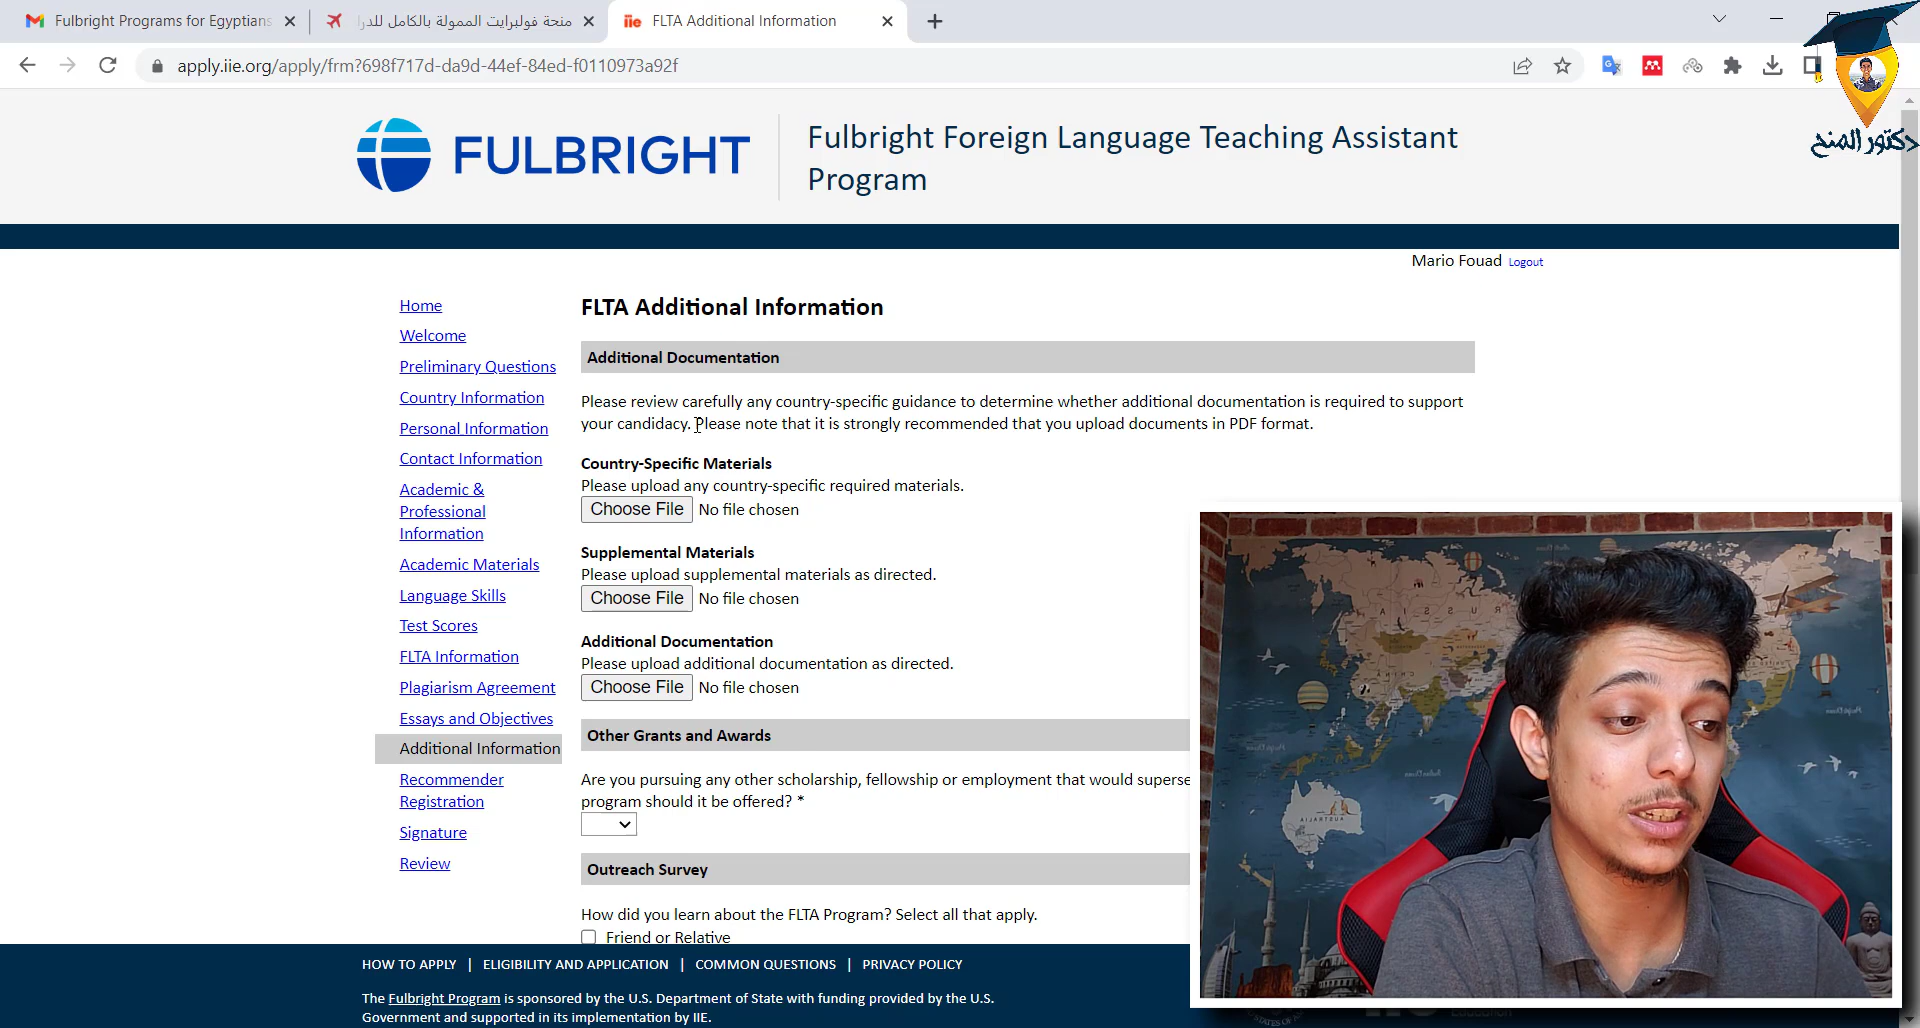 Fulbright Programs for Egyptians
منحة فولبرايت الممولة بالكامل للدرا
FLTA Additional Information
apply.iie.org/apply/frm?698f717d-da9d-44ef-84ed-f0110973a92f
دكتور المنح
FULBRIGHT
Fulbright Foreign Language Teaching Assistant
Program
Mario Fouad Logout
Home
Welcome
Preliminary Questions
Country Information
Personal Information
Contact Information
Academic &
Professional
Information
Academic Materials
Language Skills
Test Scores
FLTA Information
Plagiarism Agreement
Essays and Objectives
Additional Information
Recommender
Registration
Signature
Review
FLTA Additional Information
Additional Documentation
Please review carefully any country-specific guidance to determine whether additional documentation is required to support
your candidacy. Please note that it is strongly recommended that you upload documents in PDF format.
Country-Specific Materials
Please upload any country-specific required materials.
Choose File No file chosen
Supplemental Materials
Please upload supplemental materials as directed.
Choose File No file chosen
Additional Documentation
Please upload additional documentation as directed.
Choose File No file chosen
Other Grants and Awards
Are you pursuing any other scholarship, fellowship or employment that would superse
program should it be offered? *
Outreach Survey
How did you learn about the FLTA Program? Select all that apply.
Friend or Relative
RUSSIA
CHINA
AUSTRALIA
HOW TO APPLY | ELIGIBILITY AND APPLICATION | COMMON QUESTIONS | PRIVACY POLICY
The Fulbright Program is sponsored by the U.S. Department of State with funding provided by the U.S.
Government and supported in its implementation by IIE.